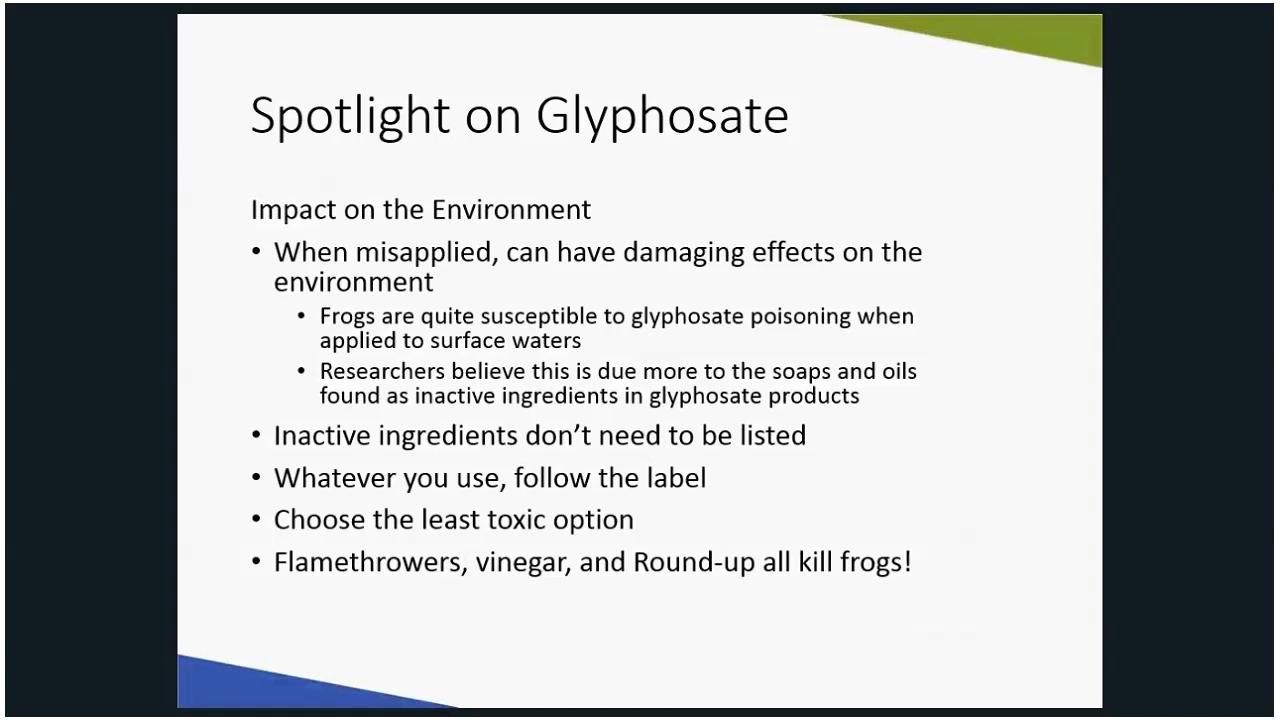 Spotlight on Glyphosate
Impact on the Environment
• When misapplied, can have damaging effects on the
environment
• Frogs are quite susceptible to glyphosate poisoning when
applied to surface waters
• Researchers believe this is due more to the soaps and oils
found as inactive ingredients in glyphosate products
• Inactive ingredients don’t need to be listed
• Whatever you use, follow the label
• Choose the least toxic option
• Flamethrowers, vinegar, and Round-up all kill frogs!